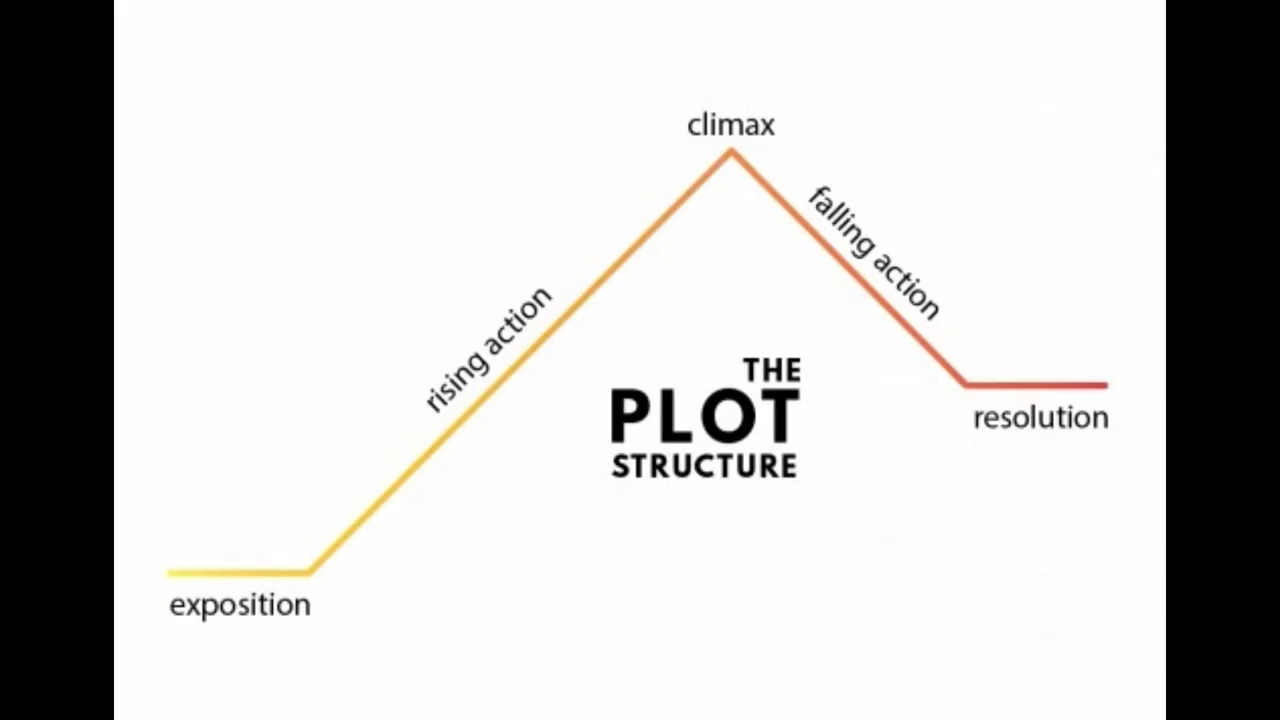 climax
falling action
rising action
THE
PLOT
STRUCTURE
resolution
exposition